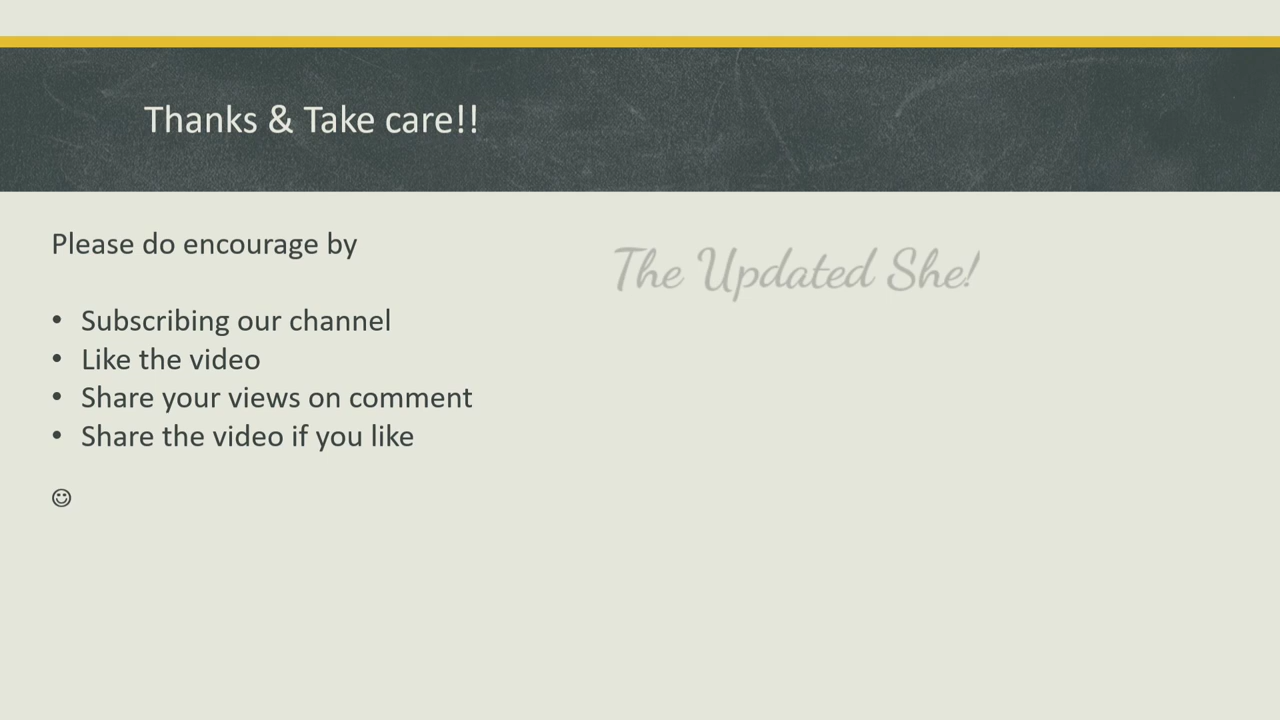 Thanks & Take care!!
Please do encourage by
The Updated She!
• Subscribing our channel
• Like the video
• Share your views on comment
• Share the video if you like
☺